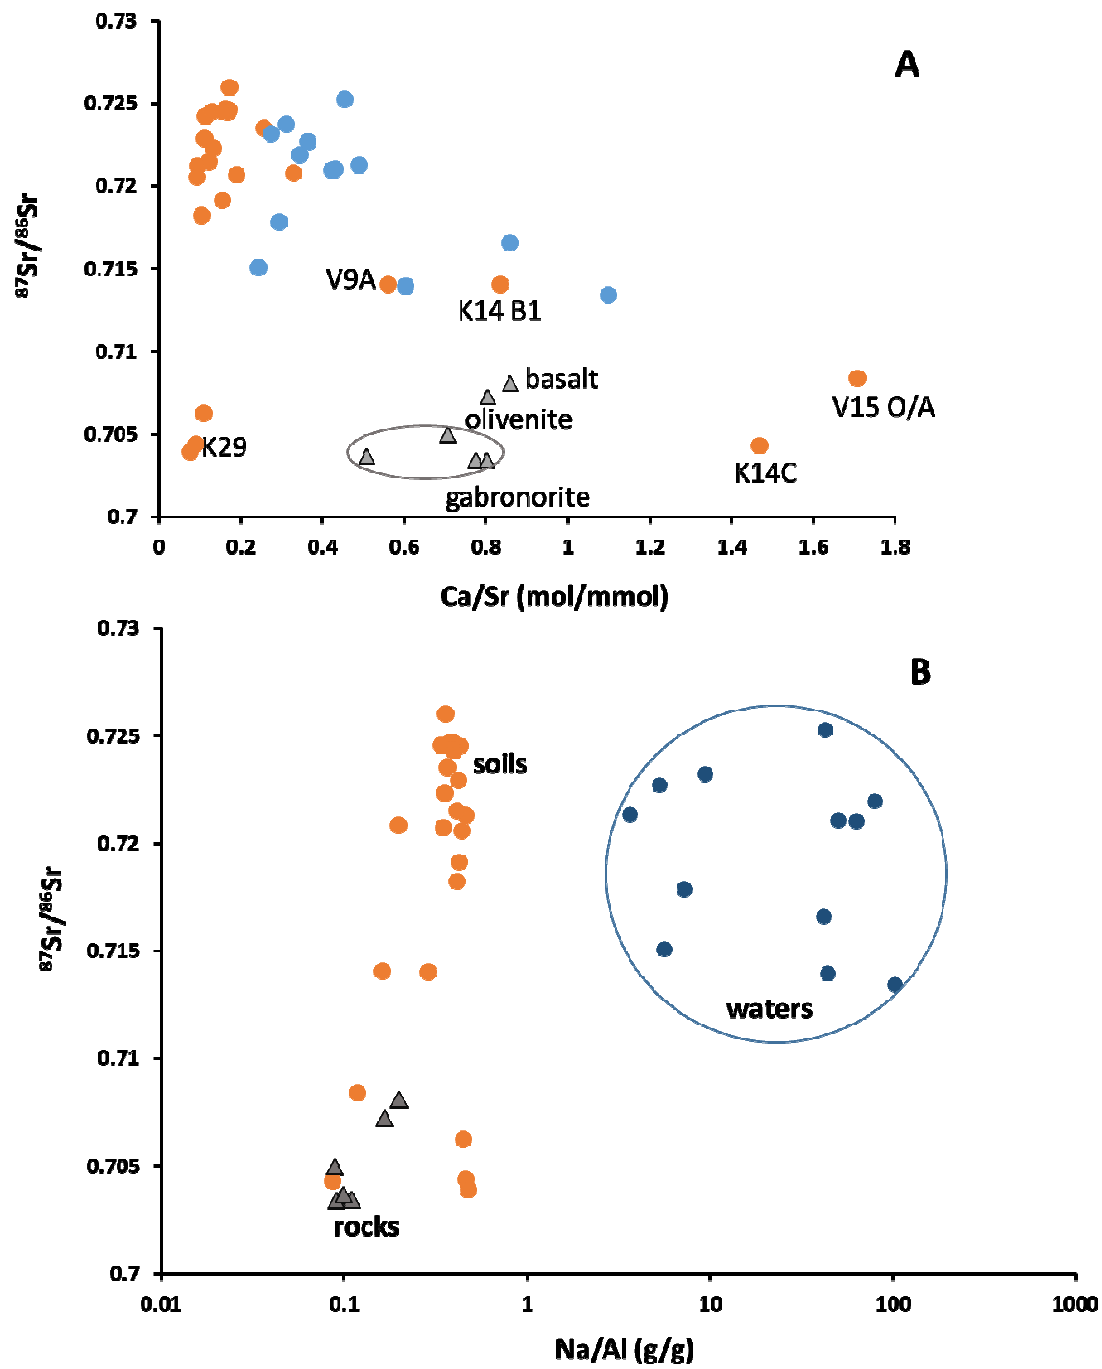 0.73
A
0.725
0.72
⁸⁷Sr/⁸⁶Sr
0.715
V9A
K14 B1
0.71
basalt
V15 O/A
olivenite
0.705
K29
K14C
gabronorite
0.7
0 0.2 0.4 0.6 0.8 1 1.2 1.4 1.6 1.8
Ca/Sr (mol/mmol)
0.73
B
0.725
soils
0.72
⁸⁷Sr/⁸⁶Sr
0.715
waters
0.71
0.705
rocks
0.7
0.01 0.1 1 10 100 1000
Na/Al (g/g)